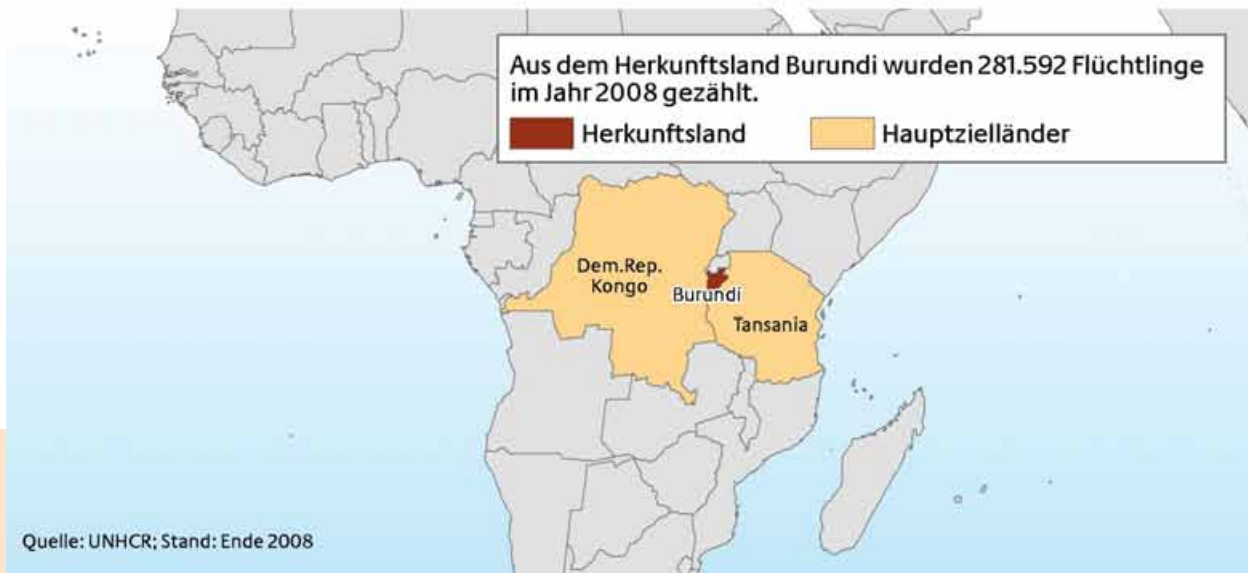 Aus dem Herkunftsland Burundi wurden 281.592 Flüchtlinge
im Jahr 2008 gezählt.
Herkunftsland
Hauptzielländer
Dem.Rep.
Kongo
Burundi
Tansania
Quelle: UNHCR; Stand: Ende 2008